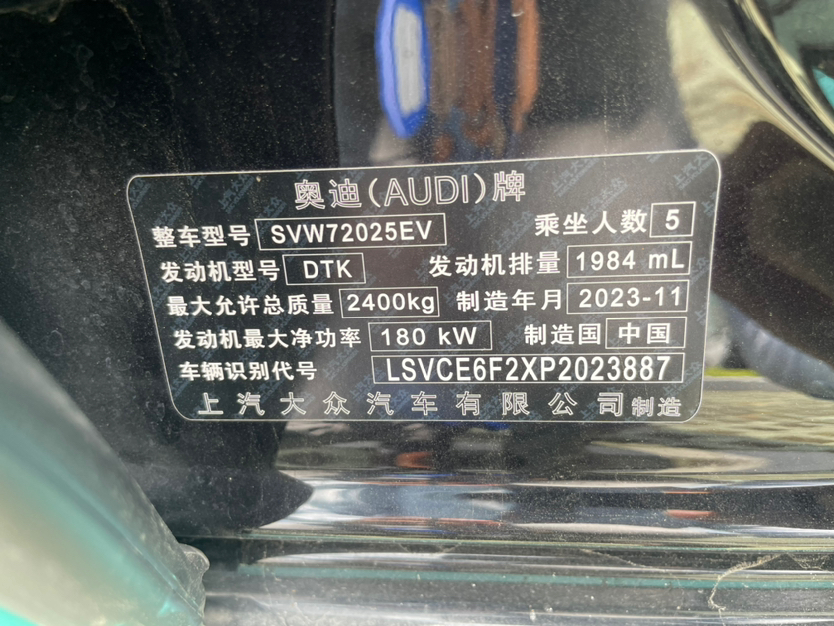 奥迪(AUDI)牌
整车型号 SVW72025EV 乘坐人数 5
发动机型号 DTK 发动机排量 1984 mL
最大允许总质量 2400kg 制造年月 2023-11
发动机最大净功率 180 kW 制造国 中国
车辆识别代号 LSVCE6F2XP2023887
上汽大众汽车有限公司制造